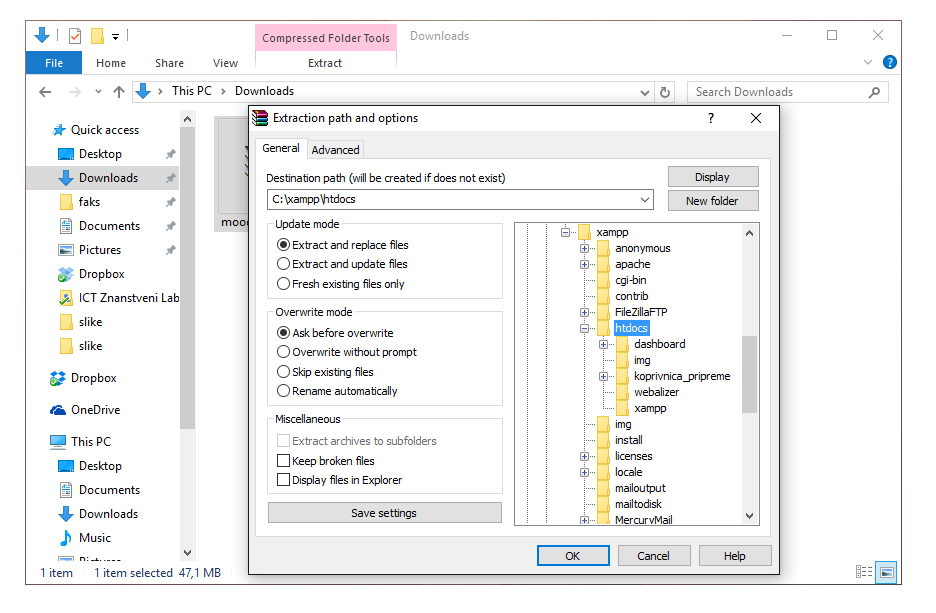 Compressed Folder Tools
Downloads
File
Home
Share
View
Extract
This PC
Downloads
Search Downloads
Quick access
Desktop
Downloads
faks
Documents
Pictures
Dropbox
ICT Znanstveni Lab
slike
slike
Dropbox
OneDrive
This PC
Desktop
Documents
Downloads
Music
1 item
1 item selected 47,1 MB
Extraction path and options
?
General
Advanced
Destination path (will be created if does not exist)
C:\xampp\htdocs
Display
New folder
Update mode
Extract and replace files
Extract and update files
Fresh existing files only
Overwrite mode
Ask before overwrite
Overwrite without prompt
Skip existing files
Rename automatically
Miscellaneous
Extract archives to subfolders
Keep broken files
Display files in Explorer
Save settings
xampp
anonymous
apache
cgi-bin
contrib
FileZillaFTP
htdocs
dashboard
img
koprivnica_pripreme
webalizer
xampp
img
install
licenses
locale
mailoutput
mailtodisk
MercuryMail
OK
Cancel
Help